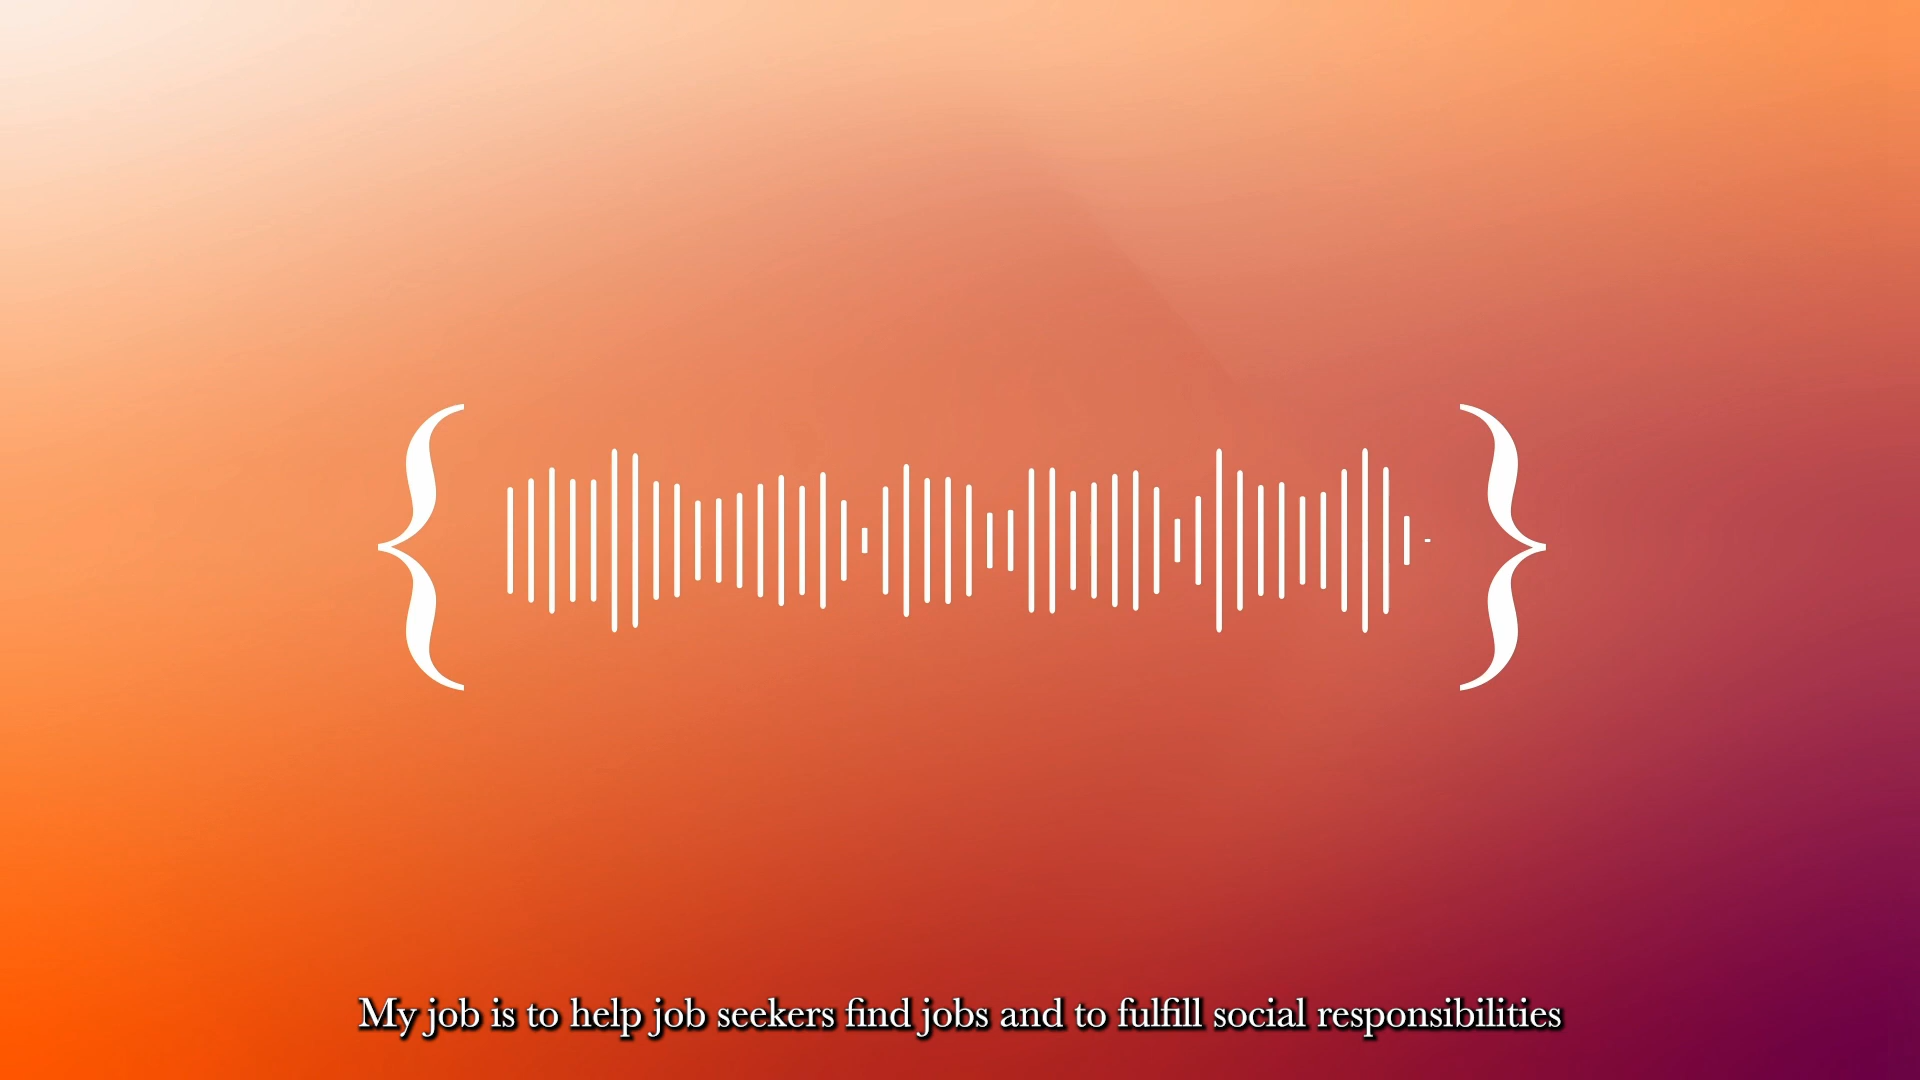 My job is to help job seekers find jobs and to fulfill social responsibilities